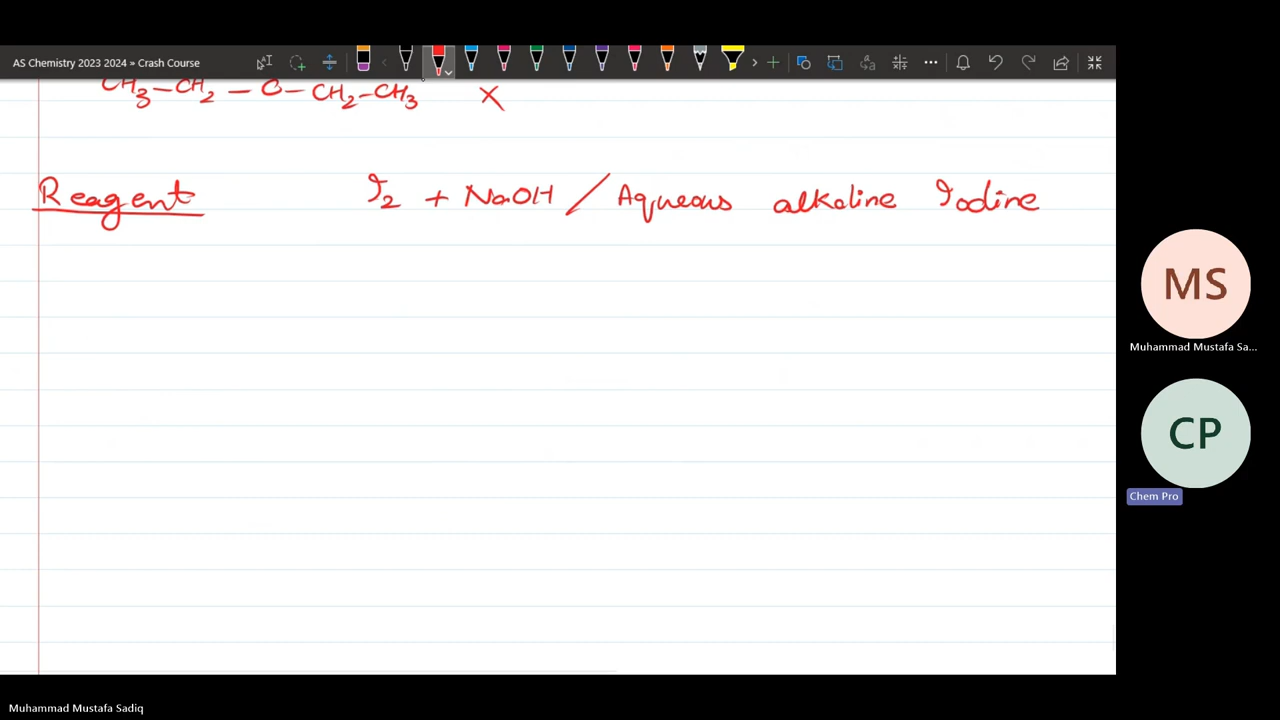 AS Chemistry 2023 2024 » Crash Course
CH3-CH2-C-CH2-CH3 X
Reagent I2 + NaOH / Aqueous alkaline Iodine
MS
Muhammad Mustafa Sa...
CP
Chem Pro
Muhammad Mustafa Sadiq